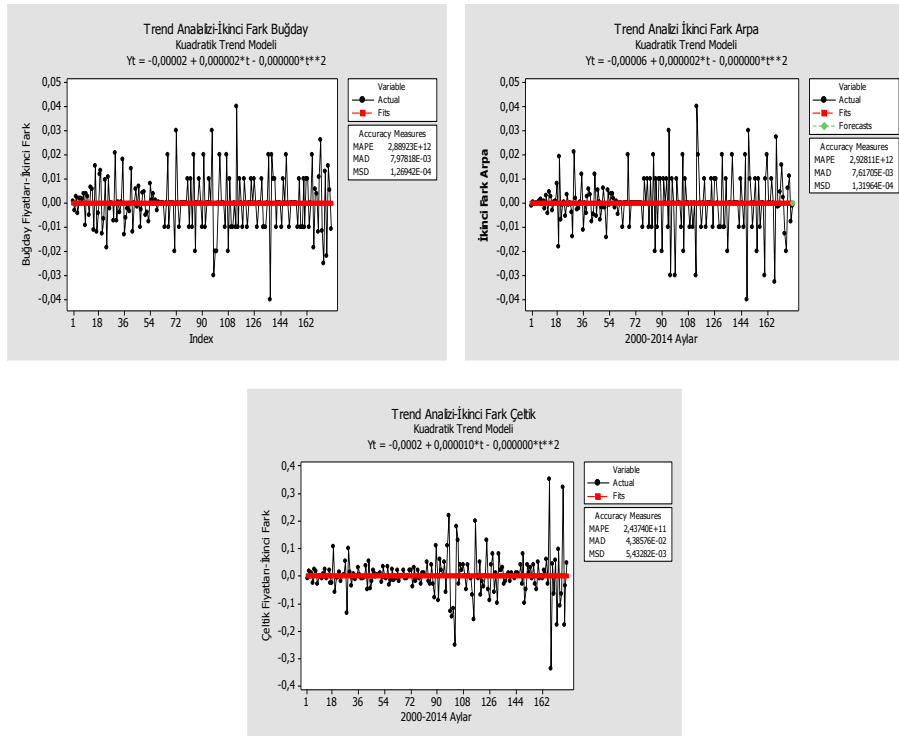 Trend Analalizi-İkinci Fark Buğday
Kuadratik Trend Modeli
Yt = -0,00002 + 0,000002*t - 0,000000*t**2
0,05
0,04
0,03
0,02
0,01
0,00
-0,01
-0,02
-0,03
-0,04
Buğday Fiyatları-İkinci Fark
1 18 36 54 72 90 108 126 144 162
Index
Variable
Actual
Fits
Accuracy Measures
MAPE 2,88923E+12
MAD 7,97818E-03
MSD 1,26942E-04
Trend Analizi İkinci Fark Arpa
Kuadratik Trend Modeli
Yt = -0,00006 + 0,000002*t - 0,000000*t**2
0,05
0,04
0,03
0,02
0,01
0,00
-0,01
-0,02
-0,03
-0,04
İkinci Fark Arpa
1 18 36 54 72 90 108 126 144 162
2000-2014 Aylar
Variable
Actual
Fits
Forecasts
Accuracy Measures
MAPE 2,92811E+12
MAD 7,61705E-03
MSD 1,31964E-04
Trend Analizi-İkinci Fark Çeltik
Kuadratik Trend Modeli
Yt = -0,0002 + 0,000010*t - 0,000000*t**2
0,4
0,3
0,2
0,1
0,0
-0,1
-0,2
-0,3
-0,4
Çeltik Fiyatları-İkinci Fark
1 18 36 54 72 90 108 126 144 162
2000-2014 Aylar
Variable
Actual
Fits
Accuracy Measures
MAPE 2,43740E+11
MAD 4,38576E-02
MSD 5,43282E-03